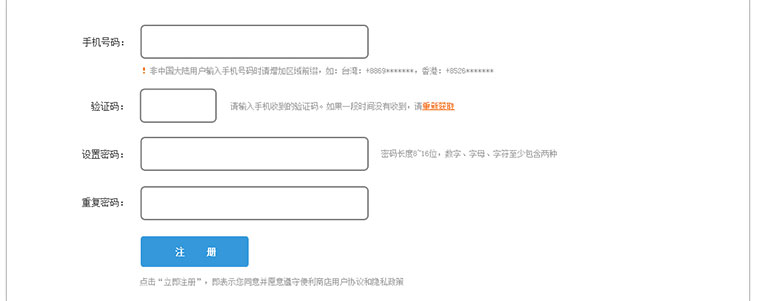 手机号码：
! 非中国大陆用户输入手机号码时请增加区域前缀，如：台湾：+8869*******，香港：+8526*******
验证码： 请输入手机收到的验证码。如果一段时间没有收到，请重新获取
设置密码： 密码长度8~16位，数字、字母、字符至少包含两种
重复密码：
注 册
点击“立即注册”，即表示您同意并愿意遵守便利商店用户协议和隐私政策